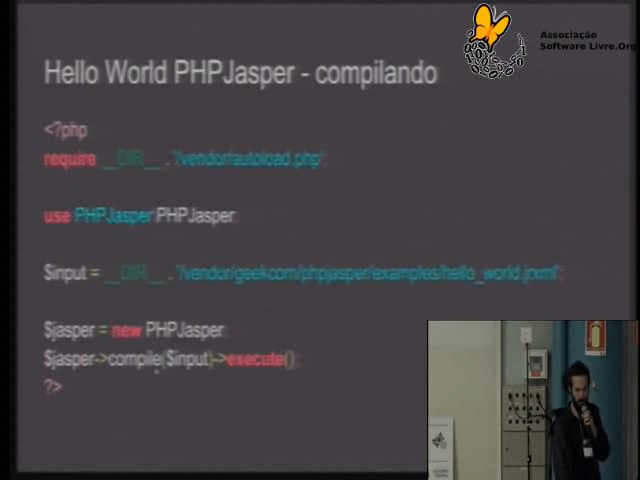 Associação
Software Livre.Org
Hello World PHPJasper - compilando
<?php
require __DIR__ . '/vendor/autoload.php';
use PHPJasper\PHPJasper;
$input = __DIR__ . '/vendor/geekcom/phpjasper/examples/hello_world.jrxml';
$jasper = new PHPJasper;
$jasper->compile($input)->execute();
?>